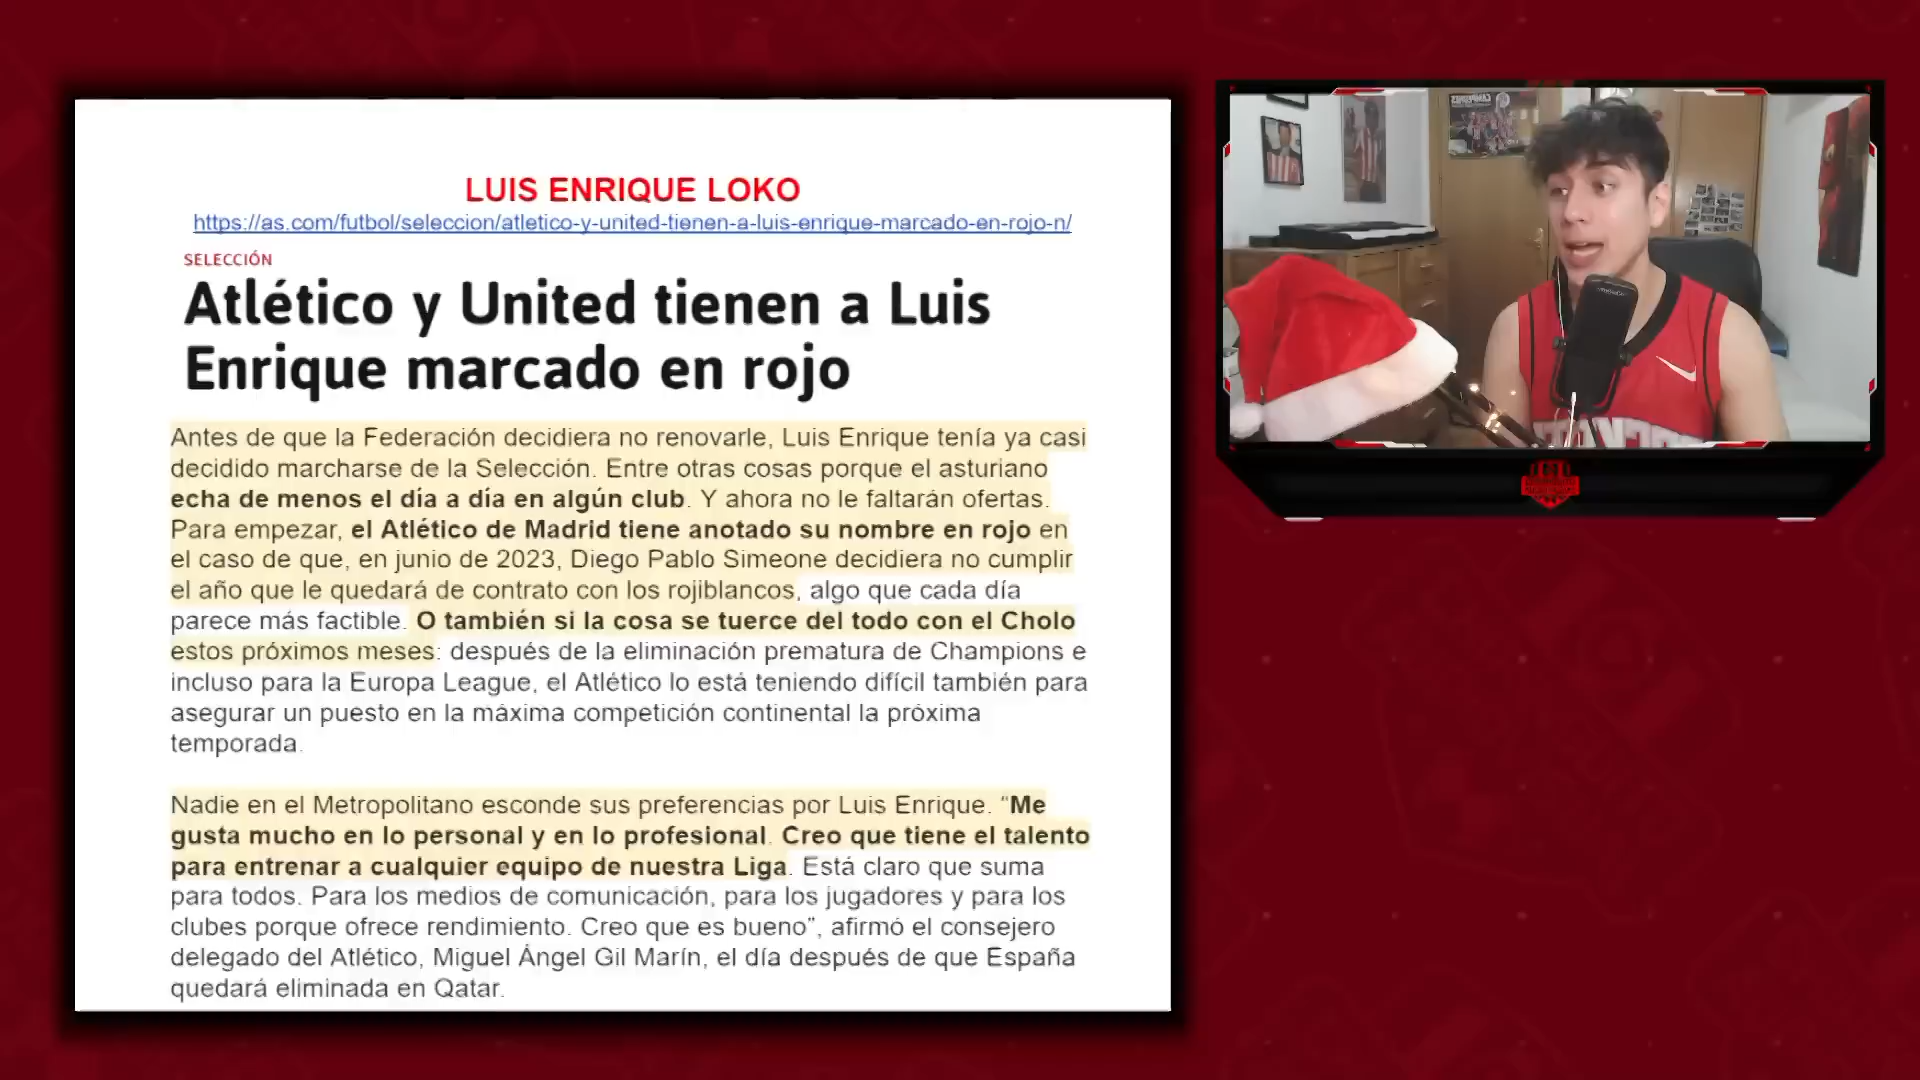 LUIS ENRIQUE LOKO
https://as.com/futbol/seleccion/atletico-y-united-tienen-a-luis-enrique-marcado-en-rojo-n/
SELECCIÓN
Atlético y United tienen a Luis
Enrique marcado en rojo
Antes de que la Federación decidiera no renovarle, Luis Enrique tenía ya casi
decidido marcharse de la Selección. Entre otras cosas porque el asturiano
echa de menos el día a día en algún club. Y ahora no le faltarán ofertas.
Para empezar, el Atlético de Madrid tiene anotado su nombre en rojo en
el caso de que, en junio de 2023, Diego Pablo Simeone decidiera no cumplir
el año que le quedará de contrato con los rojiblancos, algo que cada día
parece más factible. O también si la cosa se tuerce del todo con el Cholo
estos próximos meses: después de la eliminación prematura de Champions e
incluso para la Europa League, el Atlético lo está teniendo difícil también para
asegurar un puesto en la máxima competición continental la próxima
temporada.
Nadie en el Metropolitano esconde sus preferencias por Luis Enrique. “Me
gusta mucho en lo personal y en lo profesional. Creo que tiene el talento
para entrenar a cualquier equipo de nuestra Liga. Está claro que suma
para todos. Para los medios de comunicación, para los jugadores y para los
clubes porque ofrece rendimiento. Creo que es bueno”, afirmó el consejero
delegado del Atlético, Miguel Ángel Gil Marín, el día después de que España
quedará eliminada en Qatar.